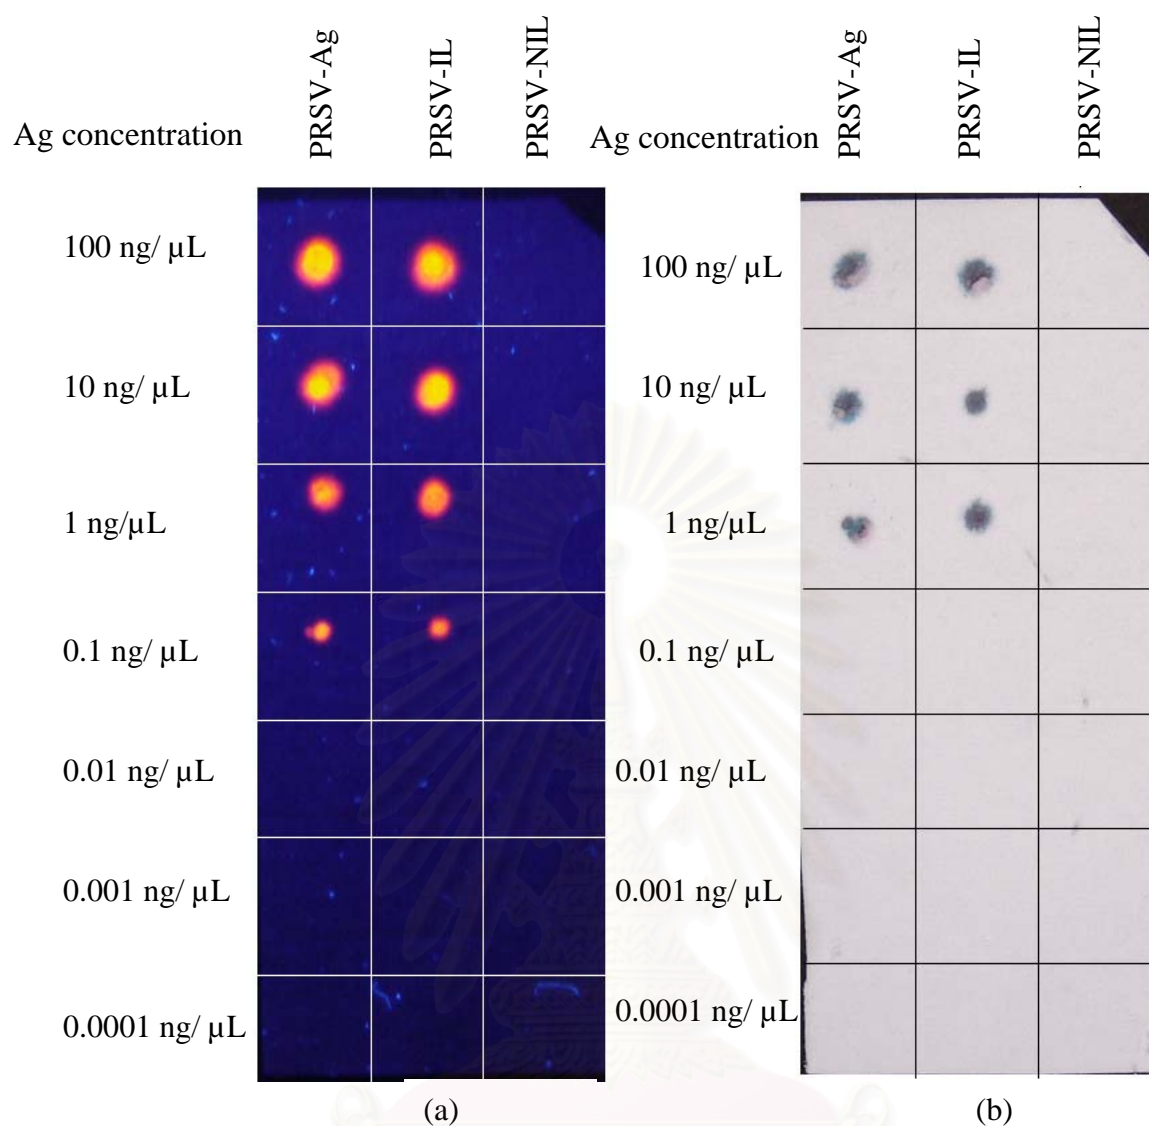 PRSV-Ag PRSV-IL PRSV-NIL
Ag concentration
100 ng/ µL
10 ng/ µL
1 ng/µL
0.1 ng/ µL
0.01 ng/ µL
0.001 ng/ µL
0.0001 ng/ µL
(a)
PRSV-Ag PRSV-IL PRSV-NIL
Ag concentration
100 ng/ µL
10 ng/ µL
1 ng/µL
0.1 ng/ µL
0.01 ng/ µL
0.001 ng/ µL
0.0001 ng/ µL
(b)